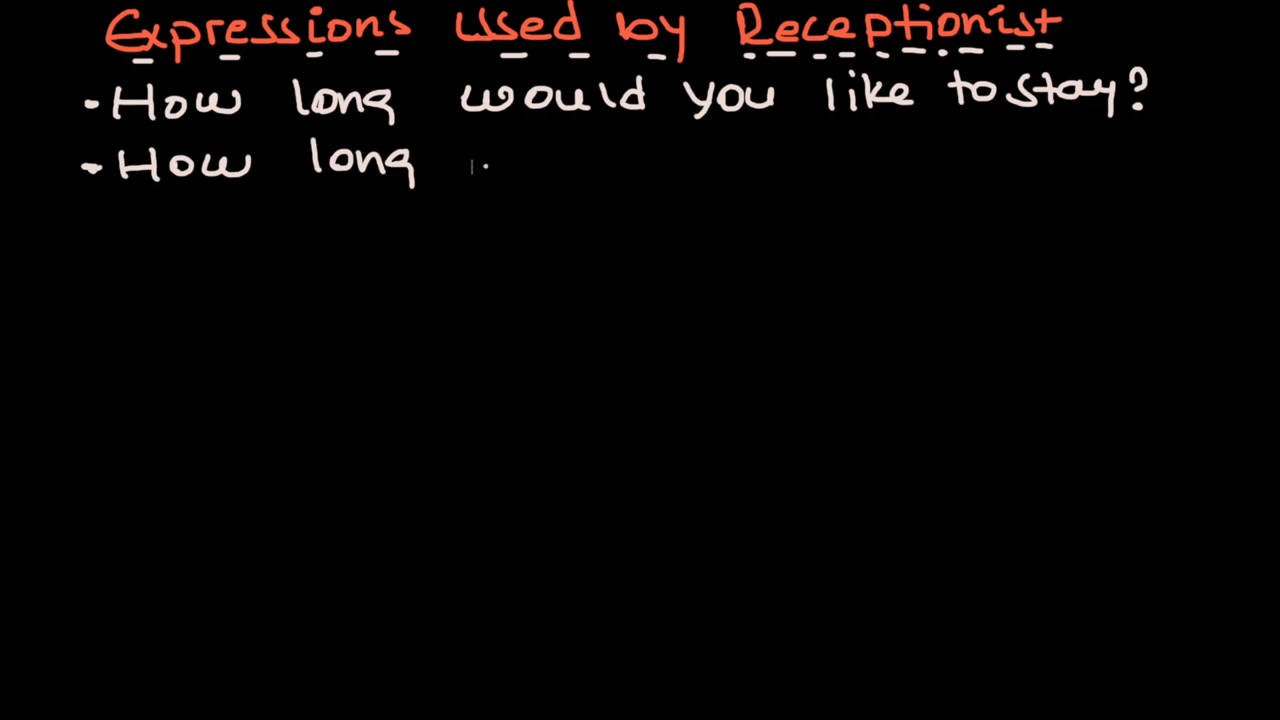 Expressions Used by Receptionist
• How long would you like to stay?
• How long